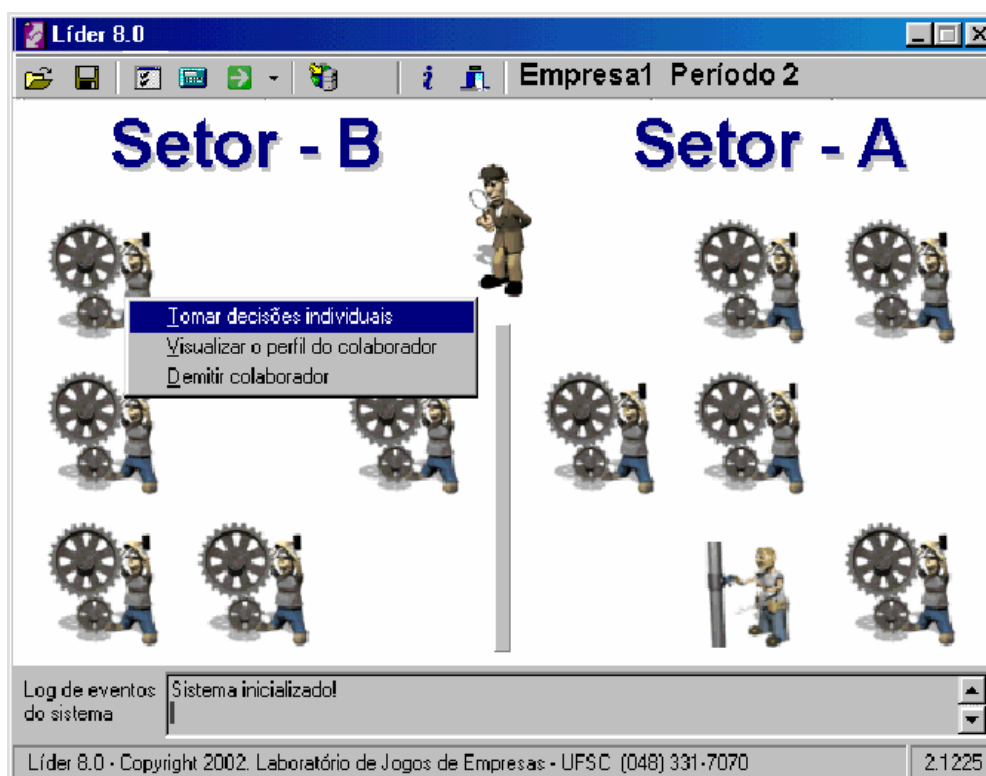 Líder 8.0
Empresa1 Período 2
Setor - B
Setor - A
Tomar decisões individuais
Visualizar o perfil do colaborador
Demitir colaborador
Log de eventos do sistema
Sistema inicializado!
Líder 8.0 - Copyright 2002. Laboratório de Jogos de Empresas - UFSC (048) 331-7070
2.1225